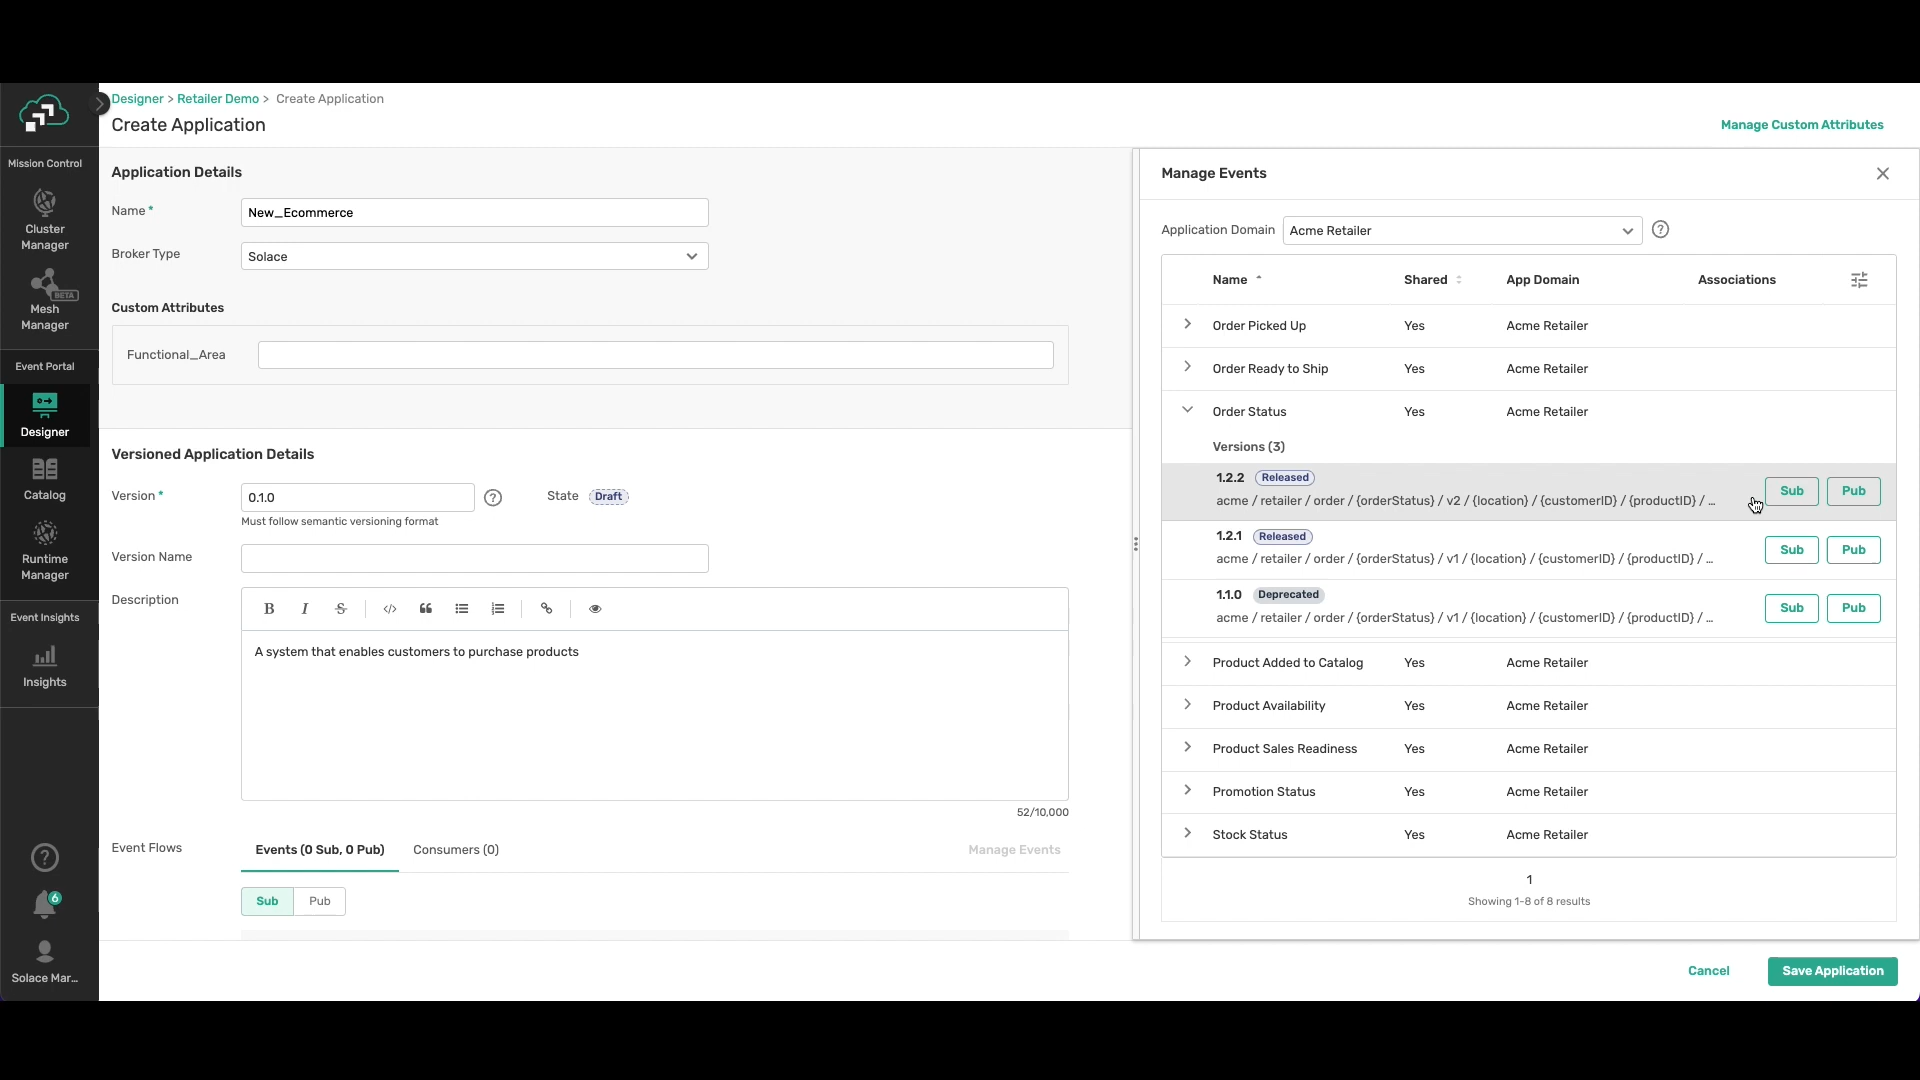 Designer > Retailer Demo > Create Application
Create Application
Manage Custom Attributes
Mission Control
Cluster Manager
BETA
Mesh Manager
Event Portal
Designer
Catalog
Runtime Manager
Event Insights
Insights
6
Solace Mar...
Application Details
Name *
New_Ecommerce
Broker Type
Solace
Custom Attributes
Functional_Area
Versioned Application Details
Version *
0.1.0
State Draft
Must follow semantic versioning format
Version Name
Description
A system that enables customers to purchase products
52/10,000
Event Flows
Events (0 Sub, 0 Pub)
Consumers (0)
Manage Events
Sub
Pub
Manage Events
Application Domain
Acme Retailer
Name Shared App Domain Associations
Order Picked Up Yes Acme Retailer
Order Ready to Ship Yes Acme Retailer
Order Status Yes Acme Retailer
Versions (3)
1.2.2 Released
acme / retailer / order / {orderStatus} / v2 / {location} / {customerID} / {productID} / ...
Sub Pub
1.2.1 Released
acme / retailer / order / {orderStatus} / v1 / {location} / {customerID} / {productID} / ...
Sub Pub
1.1.0 Deprecated
acme / retailer / order / {orderStatus} / v1 / {location} / {customerID} / {productID} / ...
Sub Pub
Product Added to Catalog Yes Acme Retailer
Product Availability Yes Acme Retailer
Product Sales Readiness Yes Acme Retailer
Promotion Status Yes Acme Retailer
Stock Status Yes Acme Retailer
1
Showing 1-8 of 8 results
Cancel
Save Application